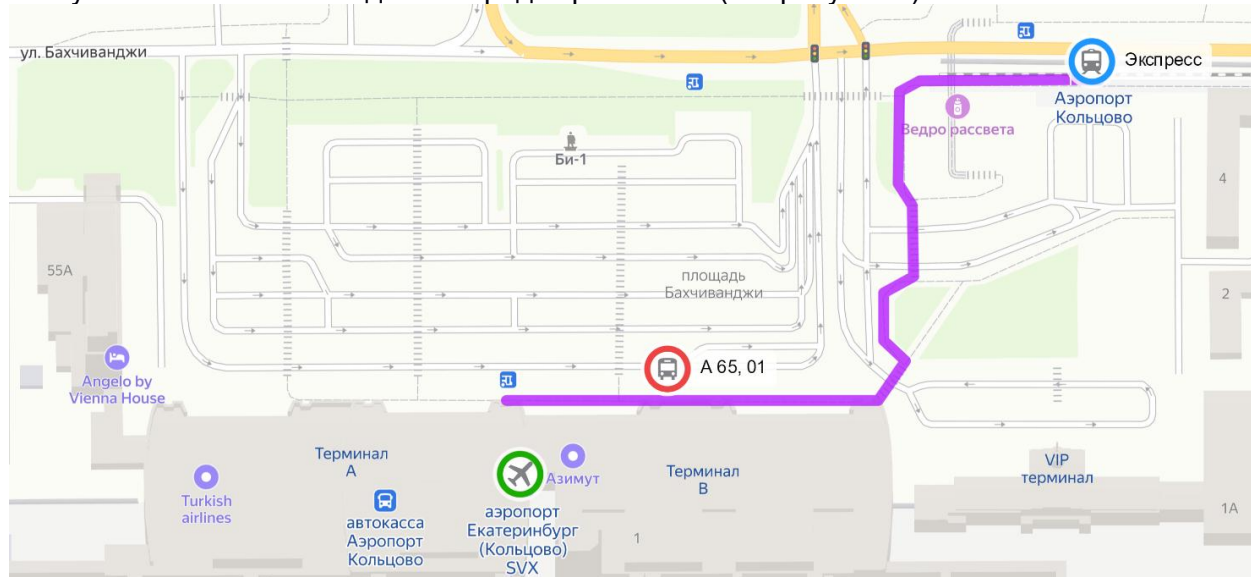 ул. Бахчиванджи
Экспресс
Аэропорт
Кольцово
Ведро рассвета
Би-1
4
55А
площадь
Бахчиванджи
2
А 65, 01
Angelo by
Vienna House
Терминал
А
Азимут
Терминал
В
VIP
терминал
Turkish
airlines
автокасса
Аэропорт
Кольцово
аэропорт
Екатеринбург
(Кольцово)
SVX
1
1А